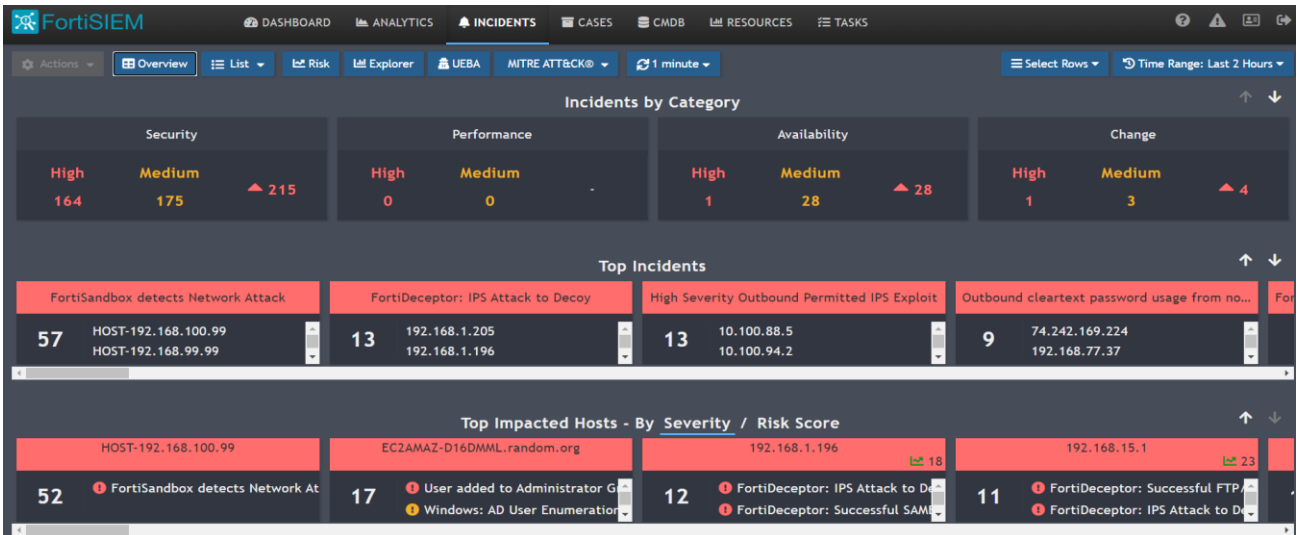 FortiSIEM
DASHBOARD ANALYTICS INCIDENTS CASES CMDB RESOURCES TASKS
Actions Overview List Risk Explorer UEBA MITRE ATT&CK® 1 minute Select Rows Time Range: Last 2 Hours
Incidents by Category
Security Performance Availability Change
High Medium High Medium High Medium High Medium
164 175 215 0 0 - 1 28 28 1 3 4
Top Incidents
FortiSandbox detects Network Attack FortiDeceptor: IPS Attack to Decoy High Severity Outbound Permitted IPS Exploit Outbound cleartext password usage from no... For
57 HOST-192.168.100.99 13 192.168.1.205 13 10.100.88.5 9 74.242.169.224
HOST-192.168.99.99 192.168.1.196 10.100.94.2 192.168.77.37
Top Impacted Hosts - By Severity / Risk Score
HOST-192.168.100.99 EC2AMAZ-D16DMML.random.org 192.168.1.196 18 192.168.15.1 23
52 FortiSandbox detects Network At 17 User added to Administrator G 12 FortiDeceptor: IPS Attack to De 11 FortiDeceptor: Successful FTP
Windows: AD User Enumeration FortiDeceptor: Successful SAMB FortiDeceptor: IPS Attack to De